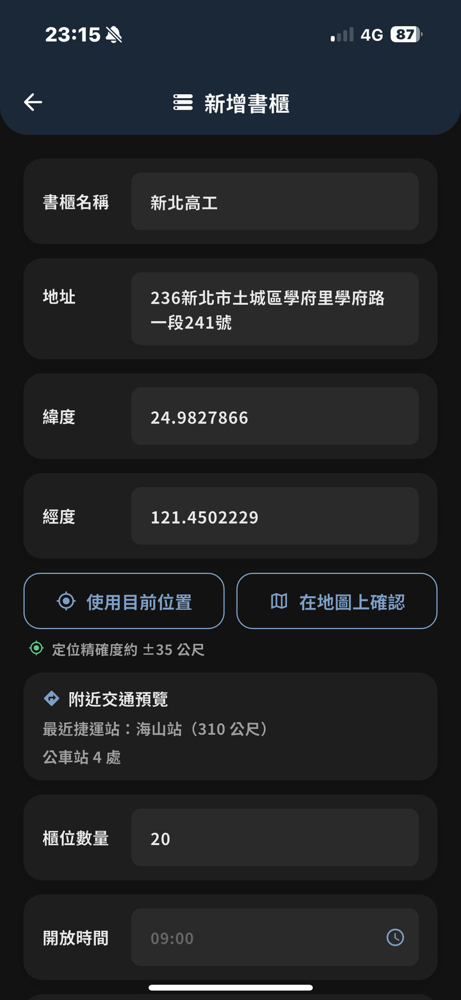 23:15 4G 87
新增書櫃
書櫃名稱 新北高工
地址 236新北市土城區學府里學府路
一段241號
緯度 24.9827866
經度 121.4502229
使用目前位置 在地圖上確認
定位精確度約 ±35 公尺
附近交通預覽
最近捷運站：海山站（310 公尺）
公車站 4 處
櫃位數量 20
開放時間 09:00